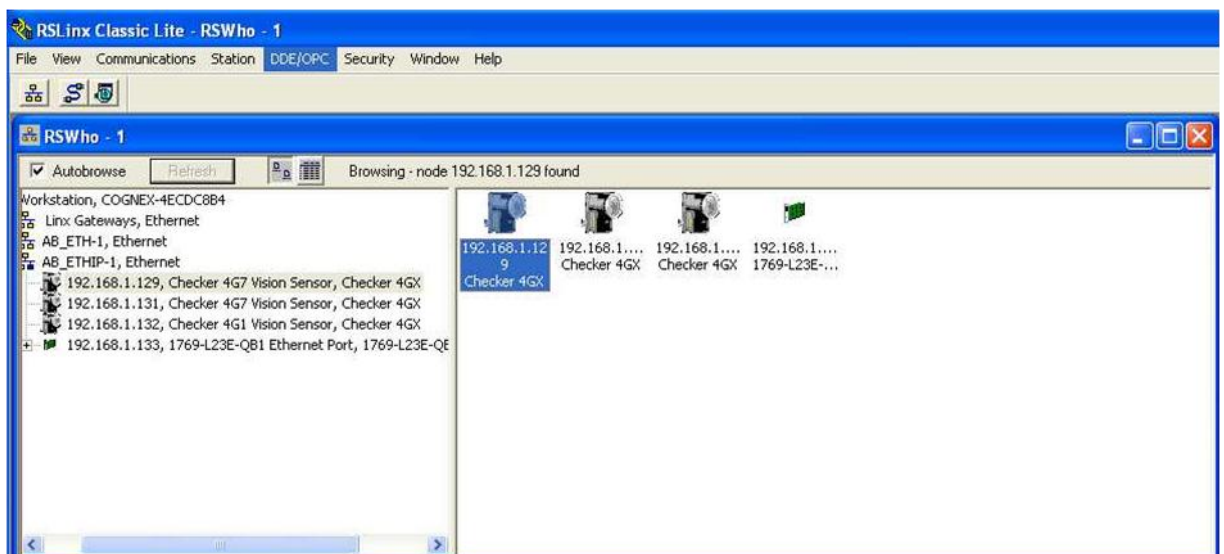 RSLinx Classic Lite - RSWho - 1
File View Communications Station DDE/OPC Security Window Help
RSWho - 1
Autobrowse Refresh Browsing - node 192.168.1.129 found
Workstation, COGNEX-4ECDC8B4
Linx Gateways, Ethernet
AB_ETH-1, Ethernet
AB_ETHIP-1, Ethernet
192.168.1.129, Checker 4G7 Vision Sensor, Checker 4GX
192.168.1.131, Checker 4G7 Vision Sensor, Checker 4GX
192.168.1.132, Checker 4G1 Vision Sensor, Checker 4GX
192.168.1.133, 1769-L23E-QB1 Ethernet Port, 1769-L23E-QB
192.168.1.12
9
Checker 4GX
192.168.1....
Checker 4GX
192.168.1....
Checker 4GX
192.168.1....
1769-L23E-...